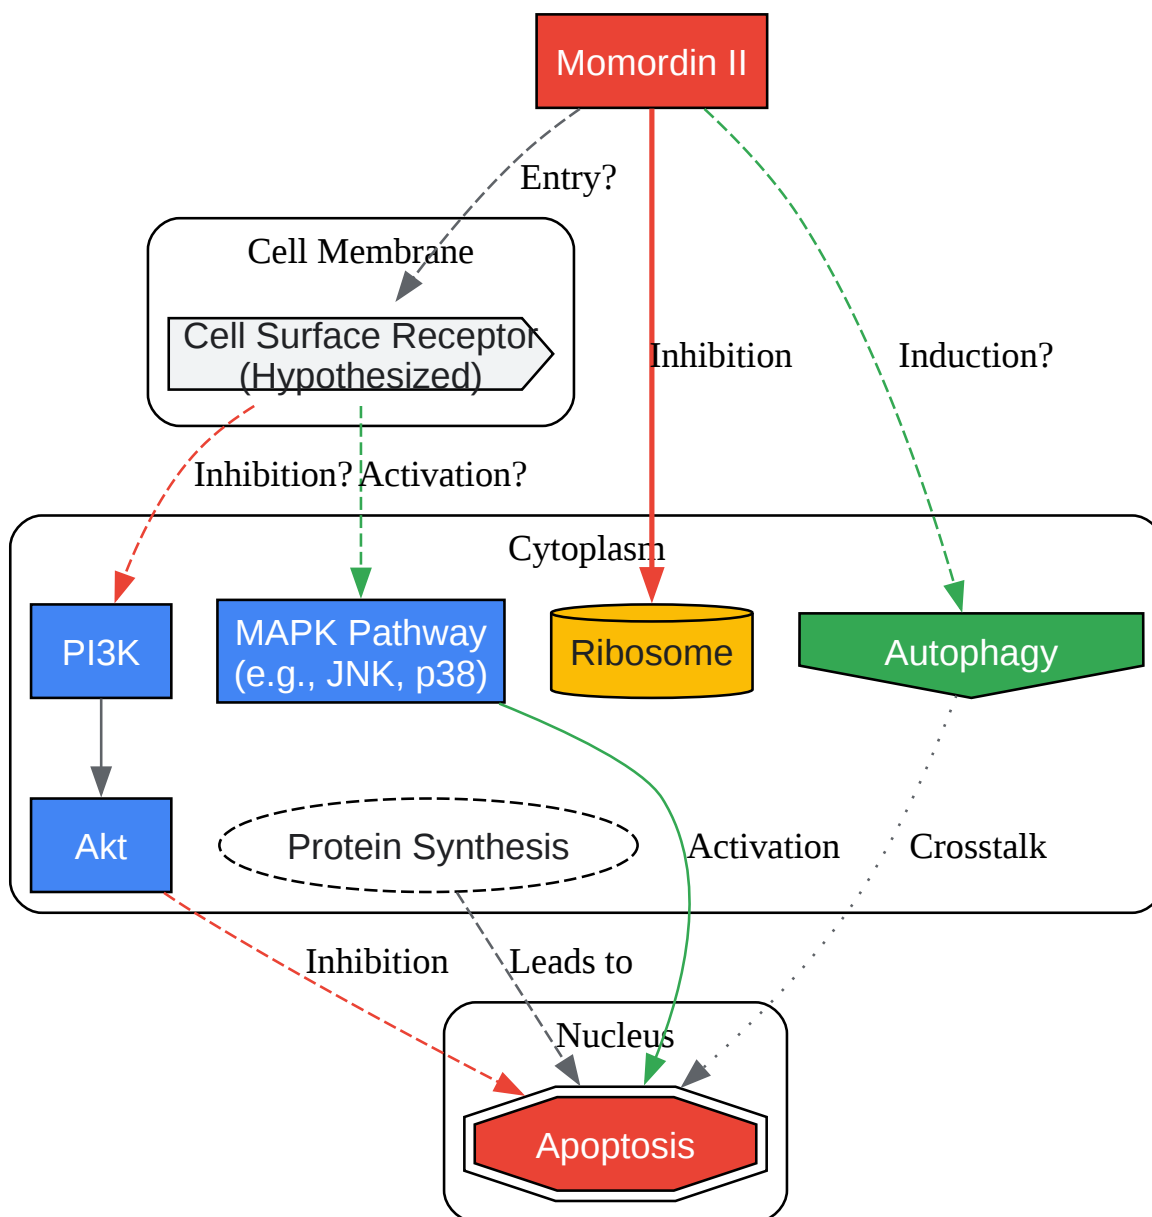 Momordin II
Entry?
Cell Membrane
Cell Surface Receptor
(Hypothesized)
Inhibition
Induction?
Inhibition?
Activation?
Cytoplasm
PI3K
MAPK Pathway
(e.g., JNK, p38)
Ribosome
Autophagy
Akt
Protein Synthesis
Activation
Crosstalk
Inhibition
Leads to
Nucleus
Apoptosis